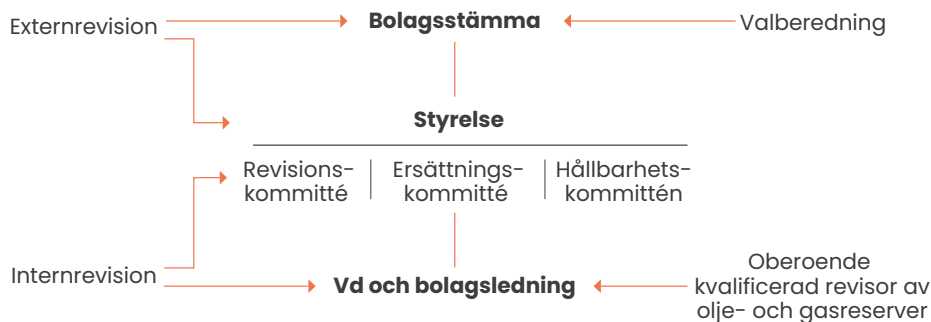 Externrevision
Bolagsstämma
Valberedning
Styrelse
Revisions-
kommitté
Ersättnings-
kommitté
Hållbarhets-
kommittén
Internrevision
Vd och bolagsledning
Oberoende
kvalificerad revisor av
olje- och gasreserver